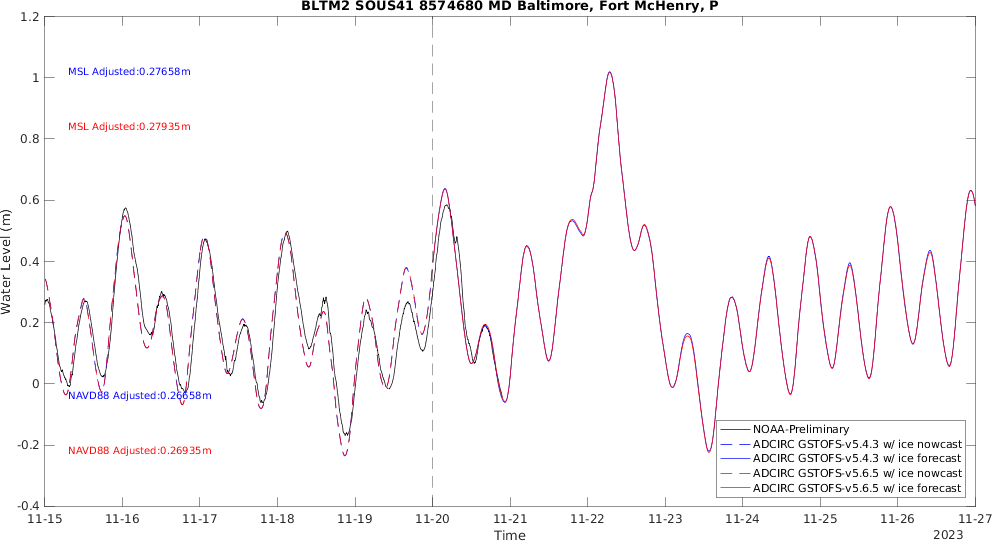 BLTM2 SOUS41 8574680 MD Baltimore, Fort McHenry, P
1.2
1
0.8
0.6
0.4
0.2
0
-0.2
-0.4
Water Level (m)
MSL Adjusted:0.27658m
MSL Adjusted:0.27935m
NAVD88 Adjusted:0.26658m
NAVD88 Adjusted:0.26935m
NOAA-Preliminary
ADCIRC GSTOFS-v5.4.3 w/ ice nowcast
ADCIRC GSTOFS-v5.4.3 w/ ice forecast
ADCIRC GSTOFS-v5.6.5 w/ ice nowcast
ADCIRC GSTOFS-v5.6.5 w/ ice forecast
11-15 11-16 11-17 11-18 11-19 11-20 11-21 11-22 11-23 11-24 11-25 11-26 11-27
Time
2023